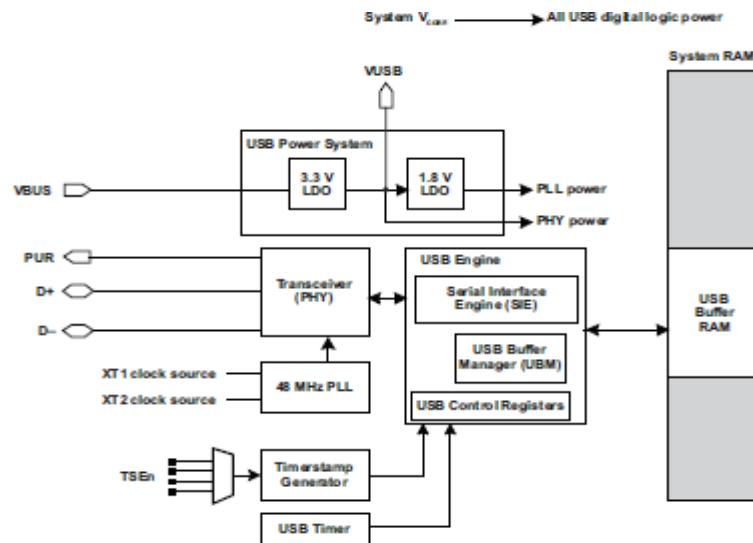 System Vcore
All USB digital logic power
System RAM
VUSB
USB Power System
3.3 V
LDO
1.8 V
LDO
VBUS
PLL power
PHY power
PUR
D+
D–
Transceiver
(PHY)
USB Engine
Serial Interface
Engine (SIE)
USB Buffer
Manager (UBM)
USB Control Registers
USB
Buffer
RAM
XT1 clock source
XT2 clock source
48 MHz PLL
TSEn
Timerstamp
Generator
USB Timer